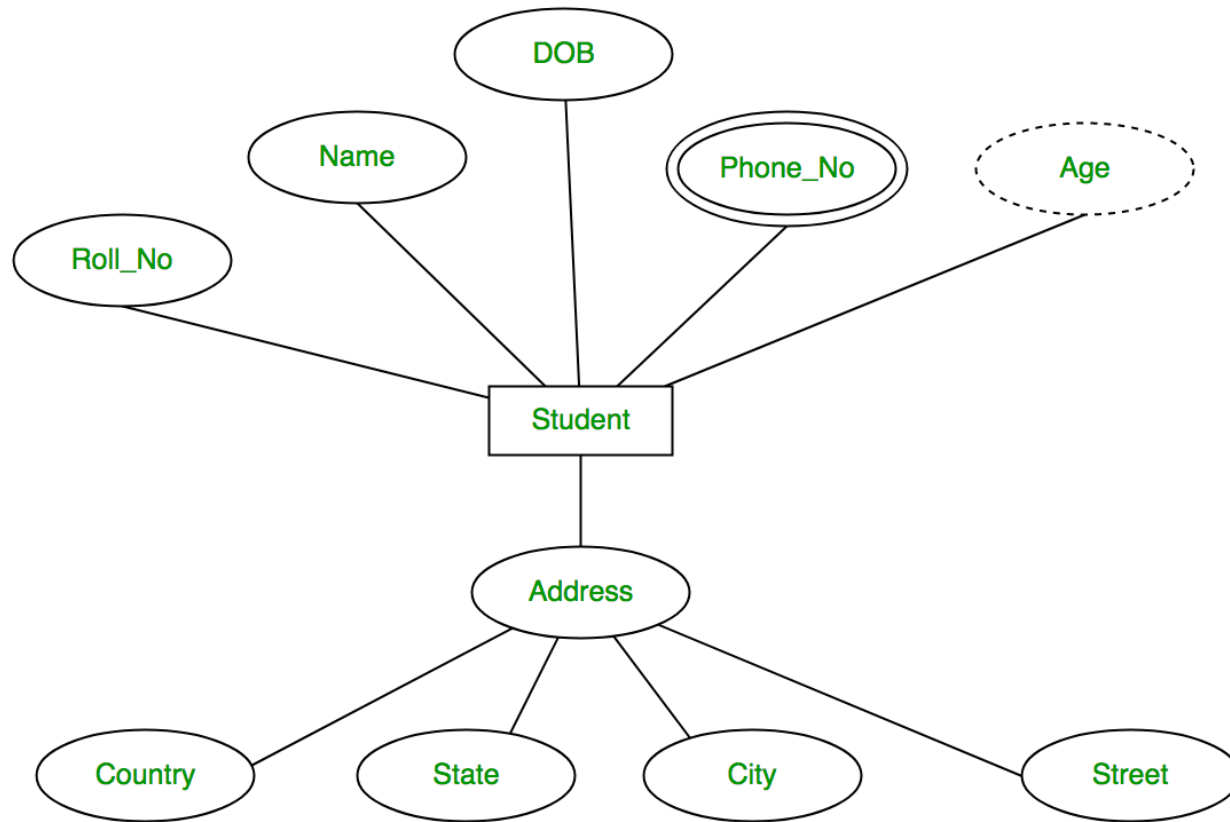 DOB
Name
Phone_No
Age
Roll_No
Student
Address
Country
State
City
Street